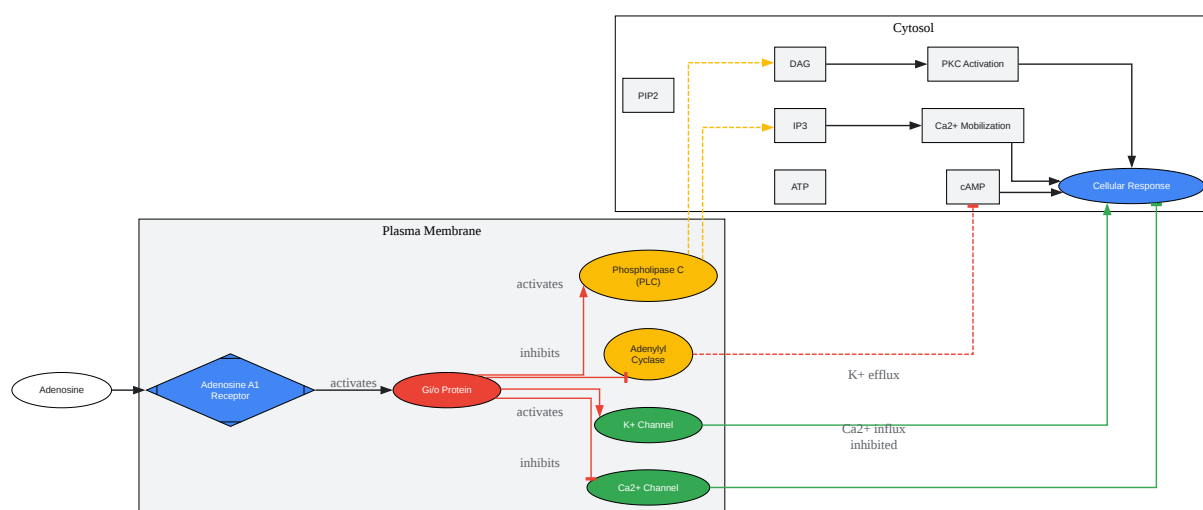 Cytosol
DAG
PKC Activation
PIP2
IP3
Ca2+ Mobilization
ATP
cAMP
Cellular Response
Plasma Membrane
Phospholipase C
(PLC)
activates
inhibits
Adenylyl
Cyclase
K+ efflux
Adenosine
Adenosine A1
Receptor
activates
Gi/o Protein
activates
K+ Channel
Ca2+ influx
inhibited
inhibits
Ca2+ Channel